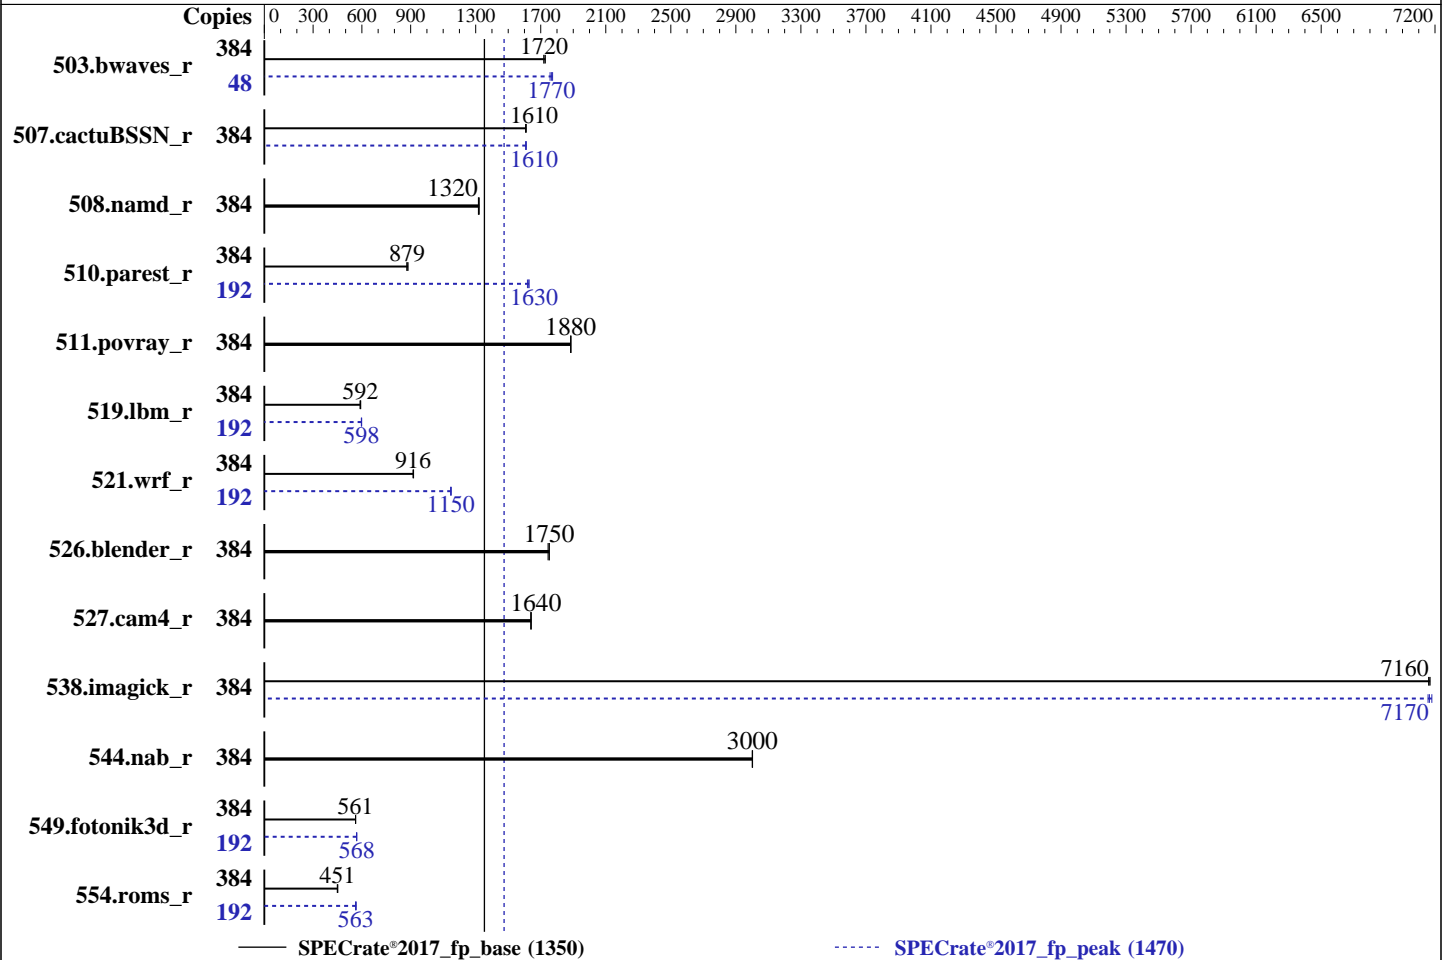 Copies 0 300 600 900 1300 1700 2100 2500 2900 3300 3700 4100 4500 4900 5300 5700 6100 6500 7200
503.bwaves_r 384 1720
48 1770
507.cactuBSSN_r 384 1610
1610
508.namd_r 384 1320
510.parest_r 384 879
192 1630
511.povray_r 384 1880
519.lbm_r 384 592
192 598
521.wrf_r 384 916
192 1150
526.blender_r 384 1750
527.cam4_r 384 1640
538.imagick_r 384 7160
7170
544.nab_r 384 3000
549.fotonik3d_r 384 561
192 568
554.roms_r 384 451
192 563
SPECrate®2017_fp_base (1350) SPECrate®2017_fp_peak (1470)